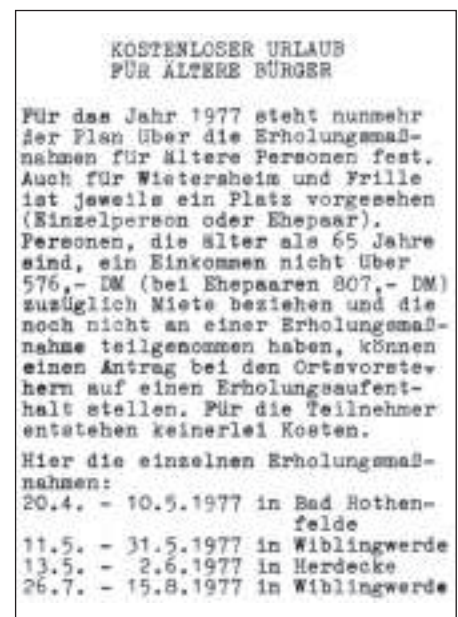 KOSTENLOSER URLAUB
FÜR ÄLTERE BÜRGER
Für das Jahr 1977 steht nunmehr
der Plan über die Erholungsmaß-
nahmen für ältere Personen fest.
Auch für Wietersheim und Frille
ist jeweils ein Platz vorgesehen
(Einzelperson oder Ehepaar).
Personen, die älter als 65 Jahre
sind, ein Einkommen nicht über
576,- DM (bei Ehepaaren 807,- DM)
zuzüglich Miete beziehen und die
noch nicht an einer Erholungsmaß-
nahme teilgenommen haben, können
einen Antrag bei den Ortsvorste-
hern auf einen Erholungsaufent-
halt stellen. Für die Teilnehmer
entstehen keinerlei Kosten.
Hier die einzelnen Erholungsmaß-
nahmen:
20.4. - 10.5.1977 in Bad Rothen-
felde
11.5. - 31.5.1977 in Wiblingwerde
13.5. - 2.6.1977 in Herdecke
26.7. - 15.8.1977 in Wiblingwerde